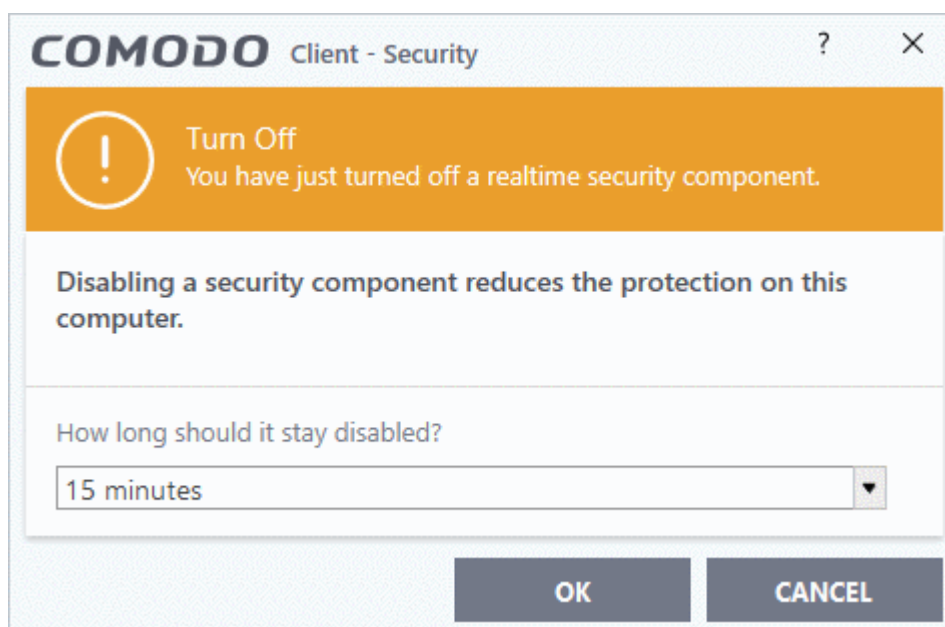 COMODO Client - Security ?
Turn Off
You have just turned off a realtime security component.
Disabling a security component reduces the protection on this
computer.
How long should it stay disabled?
15 minutes
OK CANCEL